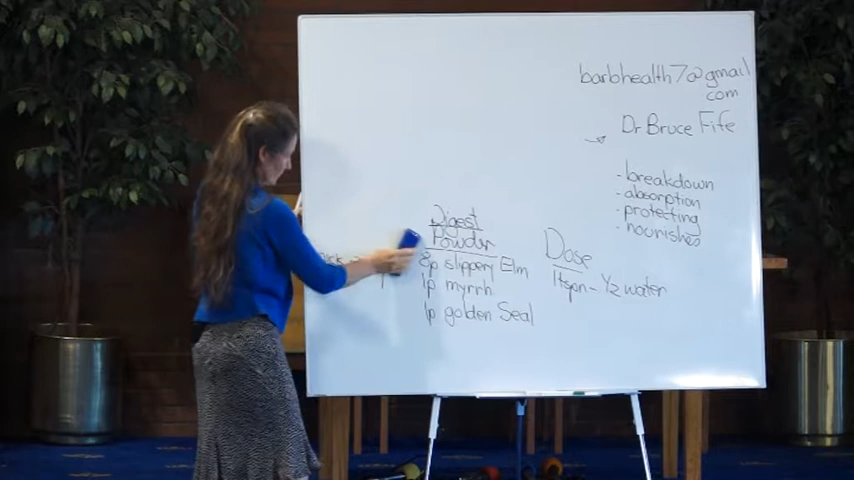 barbhealth7@gmail
com
Dr Bruce Fife
- breakdown
- absorption
- protecting
- nourishes
Digest
Powder
8p slippery Elm
1p myrrh
1p golden Seal
Dose
1tspn - ½ water